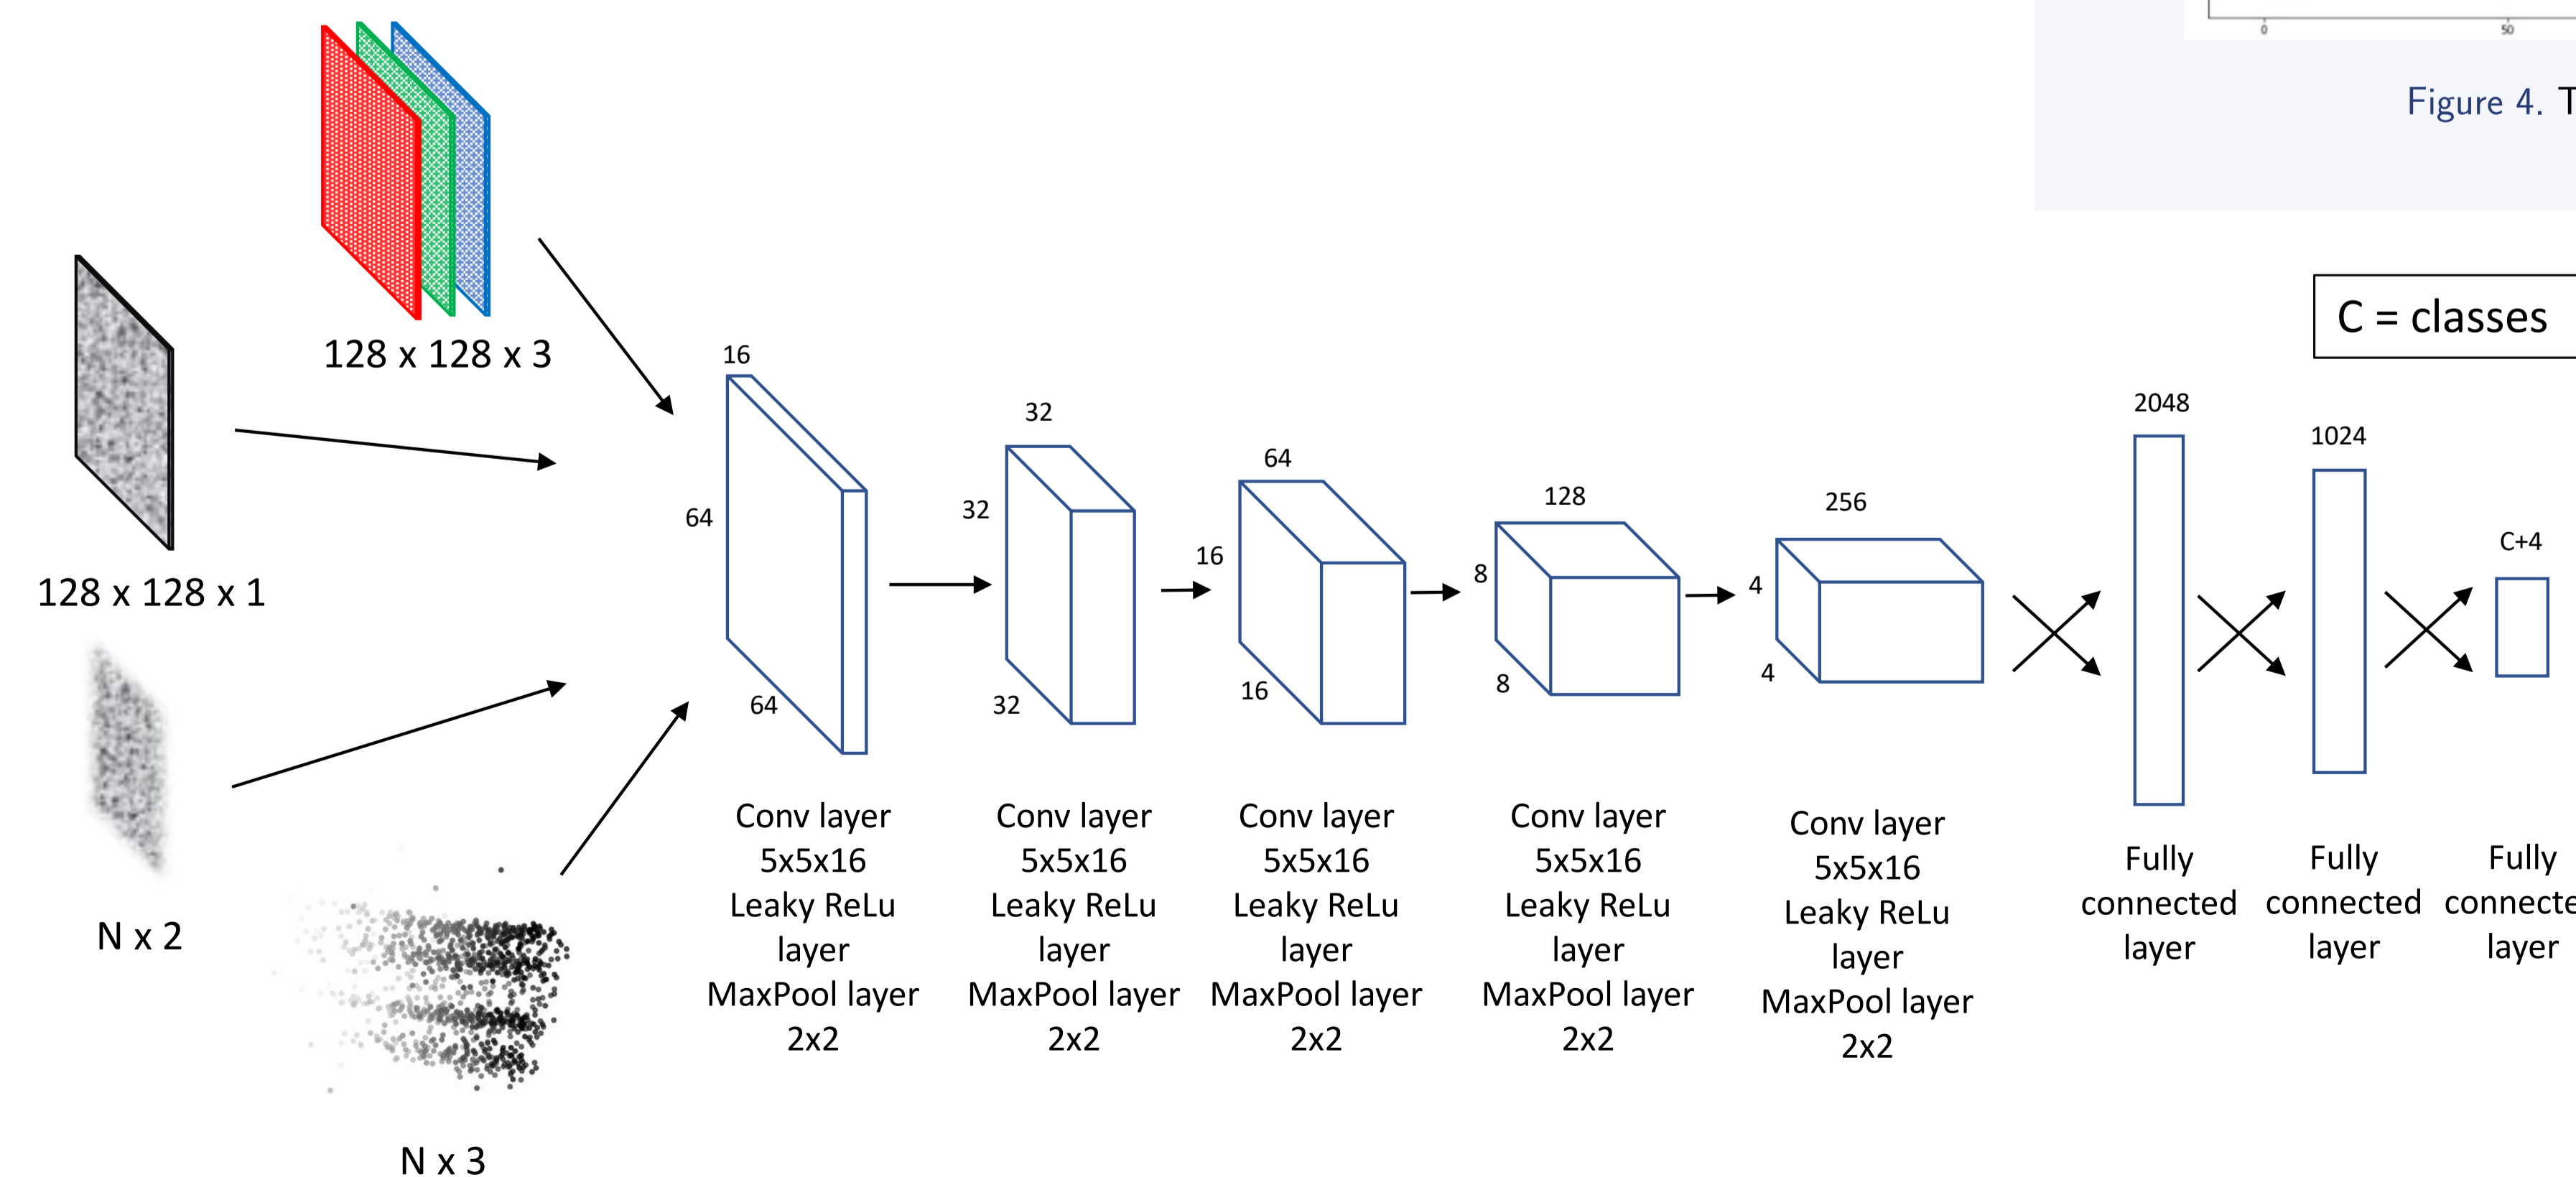 0
50
Figure 4. T
C = classes
128 x 128 x 3
128 x 128 x 1
N x 2
N x 3
16
64
64
Conv layer
5x5x16
Leaky ReLu
layer
MaxPool layer
2x2
32
32
32
Conv layer
5x5x16
Leaky ReLu
layer
MaxPool layer
2x2
64
16
16
Conv layer
5x5x16
Leaky ReLu
layer
MaxPool layer
2x2
128
8
8
Conv layer
5x5x16
Leaky ReLu
layer
MaxPool layer
2x2
256
4
4
Conv layer
5x5x16
Leaky ReLu
layer
MaxPool layer
2x2
2048
Fully
connected
layer
1024
Fully
connected
layer
C+4
Fully
connecte
layer